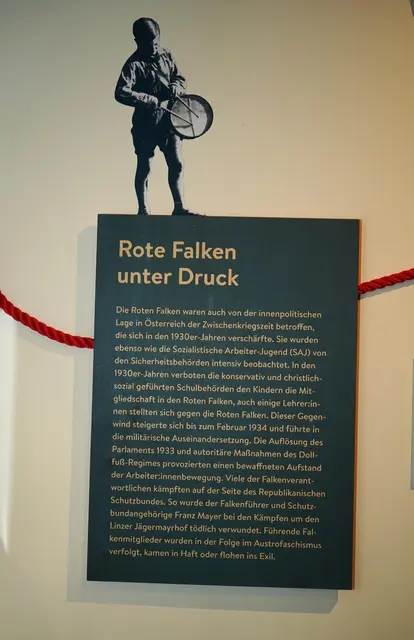 Rote Falken
unter Druck
Die Roten Falken waren auch von der innenpolitischen
Lage in Österreich der Zwischenkriegszeit betroffen,
die sich in den 1930er-Jahren verschärfte. Sie wurden
ebenso wie die Sozialistische Arbeiter-Jugend (SAJ) von
den Sicherheitsbehörden intensiv beobachtet. In den
1930er-Jahren verboten die konservativ und christlich-
sozial geführten Schulbehörden den Kindern die Mit-
gliedschaft in den Roten Falken, auch einige Lehrer:in-
nen stellten sich gegen die Roten Falken. Dieser Gegen-
wind steigerte sich bis zum Februar 1934 und führte in
die militärische Auseinandersetzung. Die Auflösung des
Parlaments 1933 und autoritäre Maßnahmen des Doll-
fuß-Regimes provozierten einen bewaffneten Aufstand
der Arbeiter:innenbewegung. Viele der Falkenverant-
wortlichen kämpften auf der Seite des Republikanischen
Schutzbundes. So wurde der Falkenführer und Schutz-
bundangehörige Franz Mayer bei den Kämpfen um den
Linzer Jägermayrhof tödlich verwundet. Führende Fal-
kenmitglieder wurden in der Folge im Austrofaschismus
verfolgt, kamen in Haft oder flohen ins Exil.